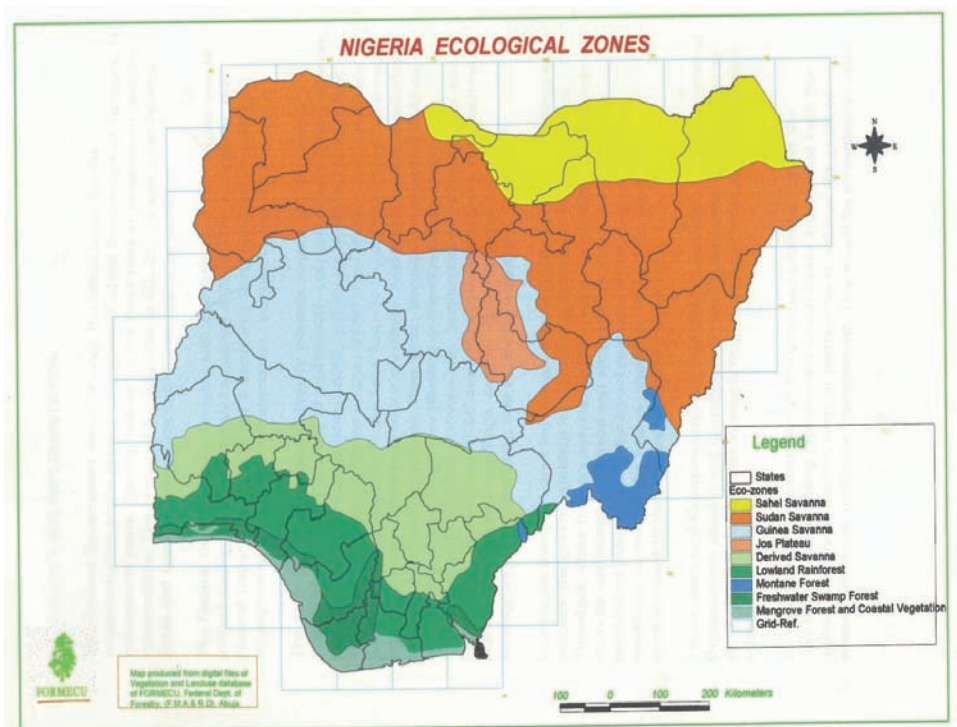 NIGERIA ECOLOGICAL ZONES
N
W E
S
Legend
States
Eco-zones
Sahel Savanna
Sudan Savanna
Guinea Savanna
Jos Plateau
Derived Savanna
Lowland Rainforest
Montane Forest
Freshwater Swamp Forest
Mangrove Forest and Coastal Vegetation
Grid-Ref.
FORMECU
Map produced from digital files of
Vegetation and Landuse database
of FORMECU, Federal Dept. of
Forestry, (F.M.A & R.D), Abuja.
100 0 100 200 Kilometers